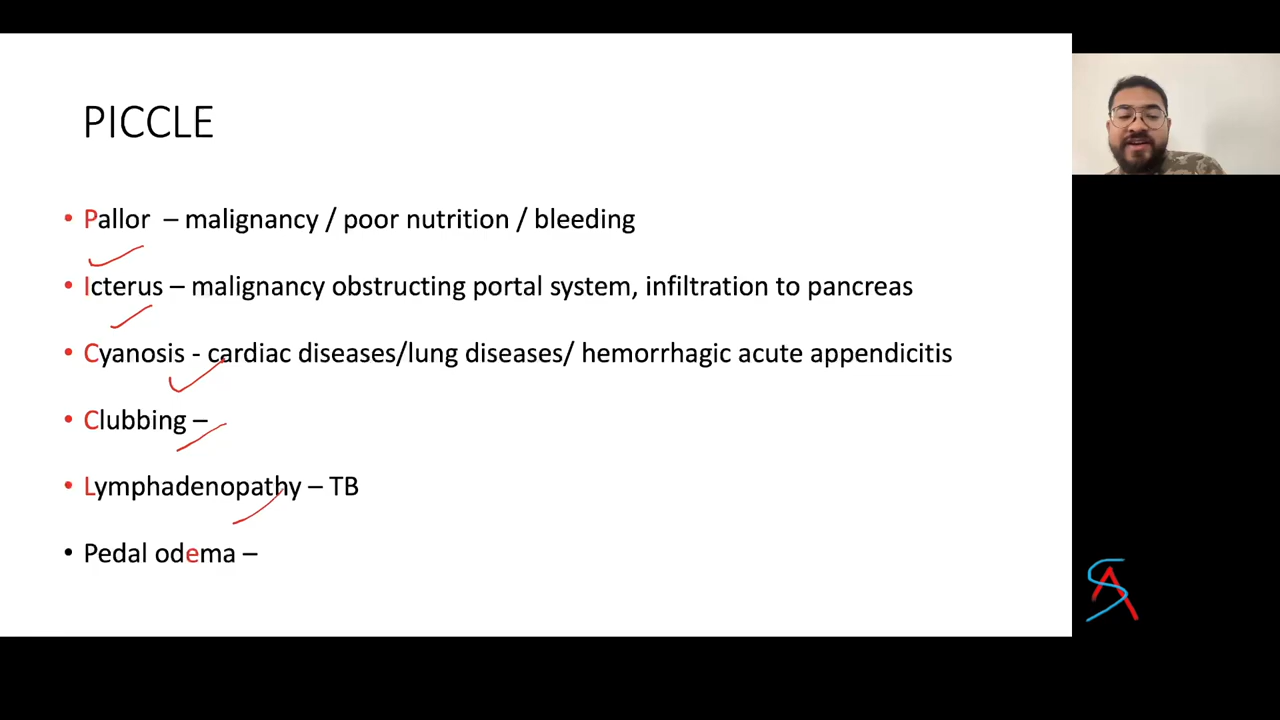 PICCLE
• Pallor – malignancy / poor nutrition / bleeding
• Icterus – malignancy obstructing portal system, infiltration to pancreas
• Cyanosis - cardiac diseases/lung diseases/ hemorrhagic acute appendicitis
• Clubbing –
• Lymphadenopathy – TB
• Pedal odema –
SA